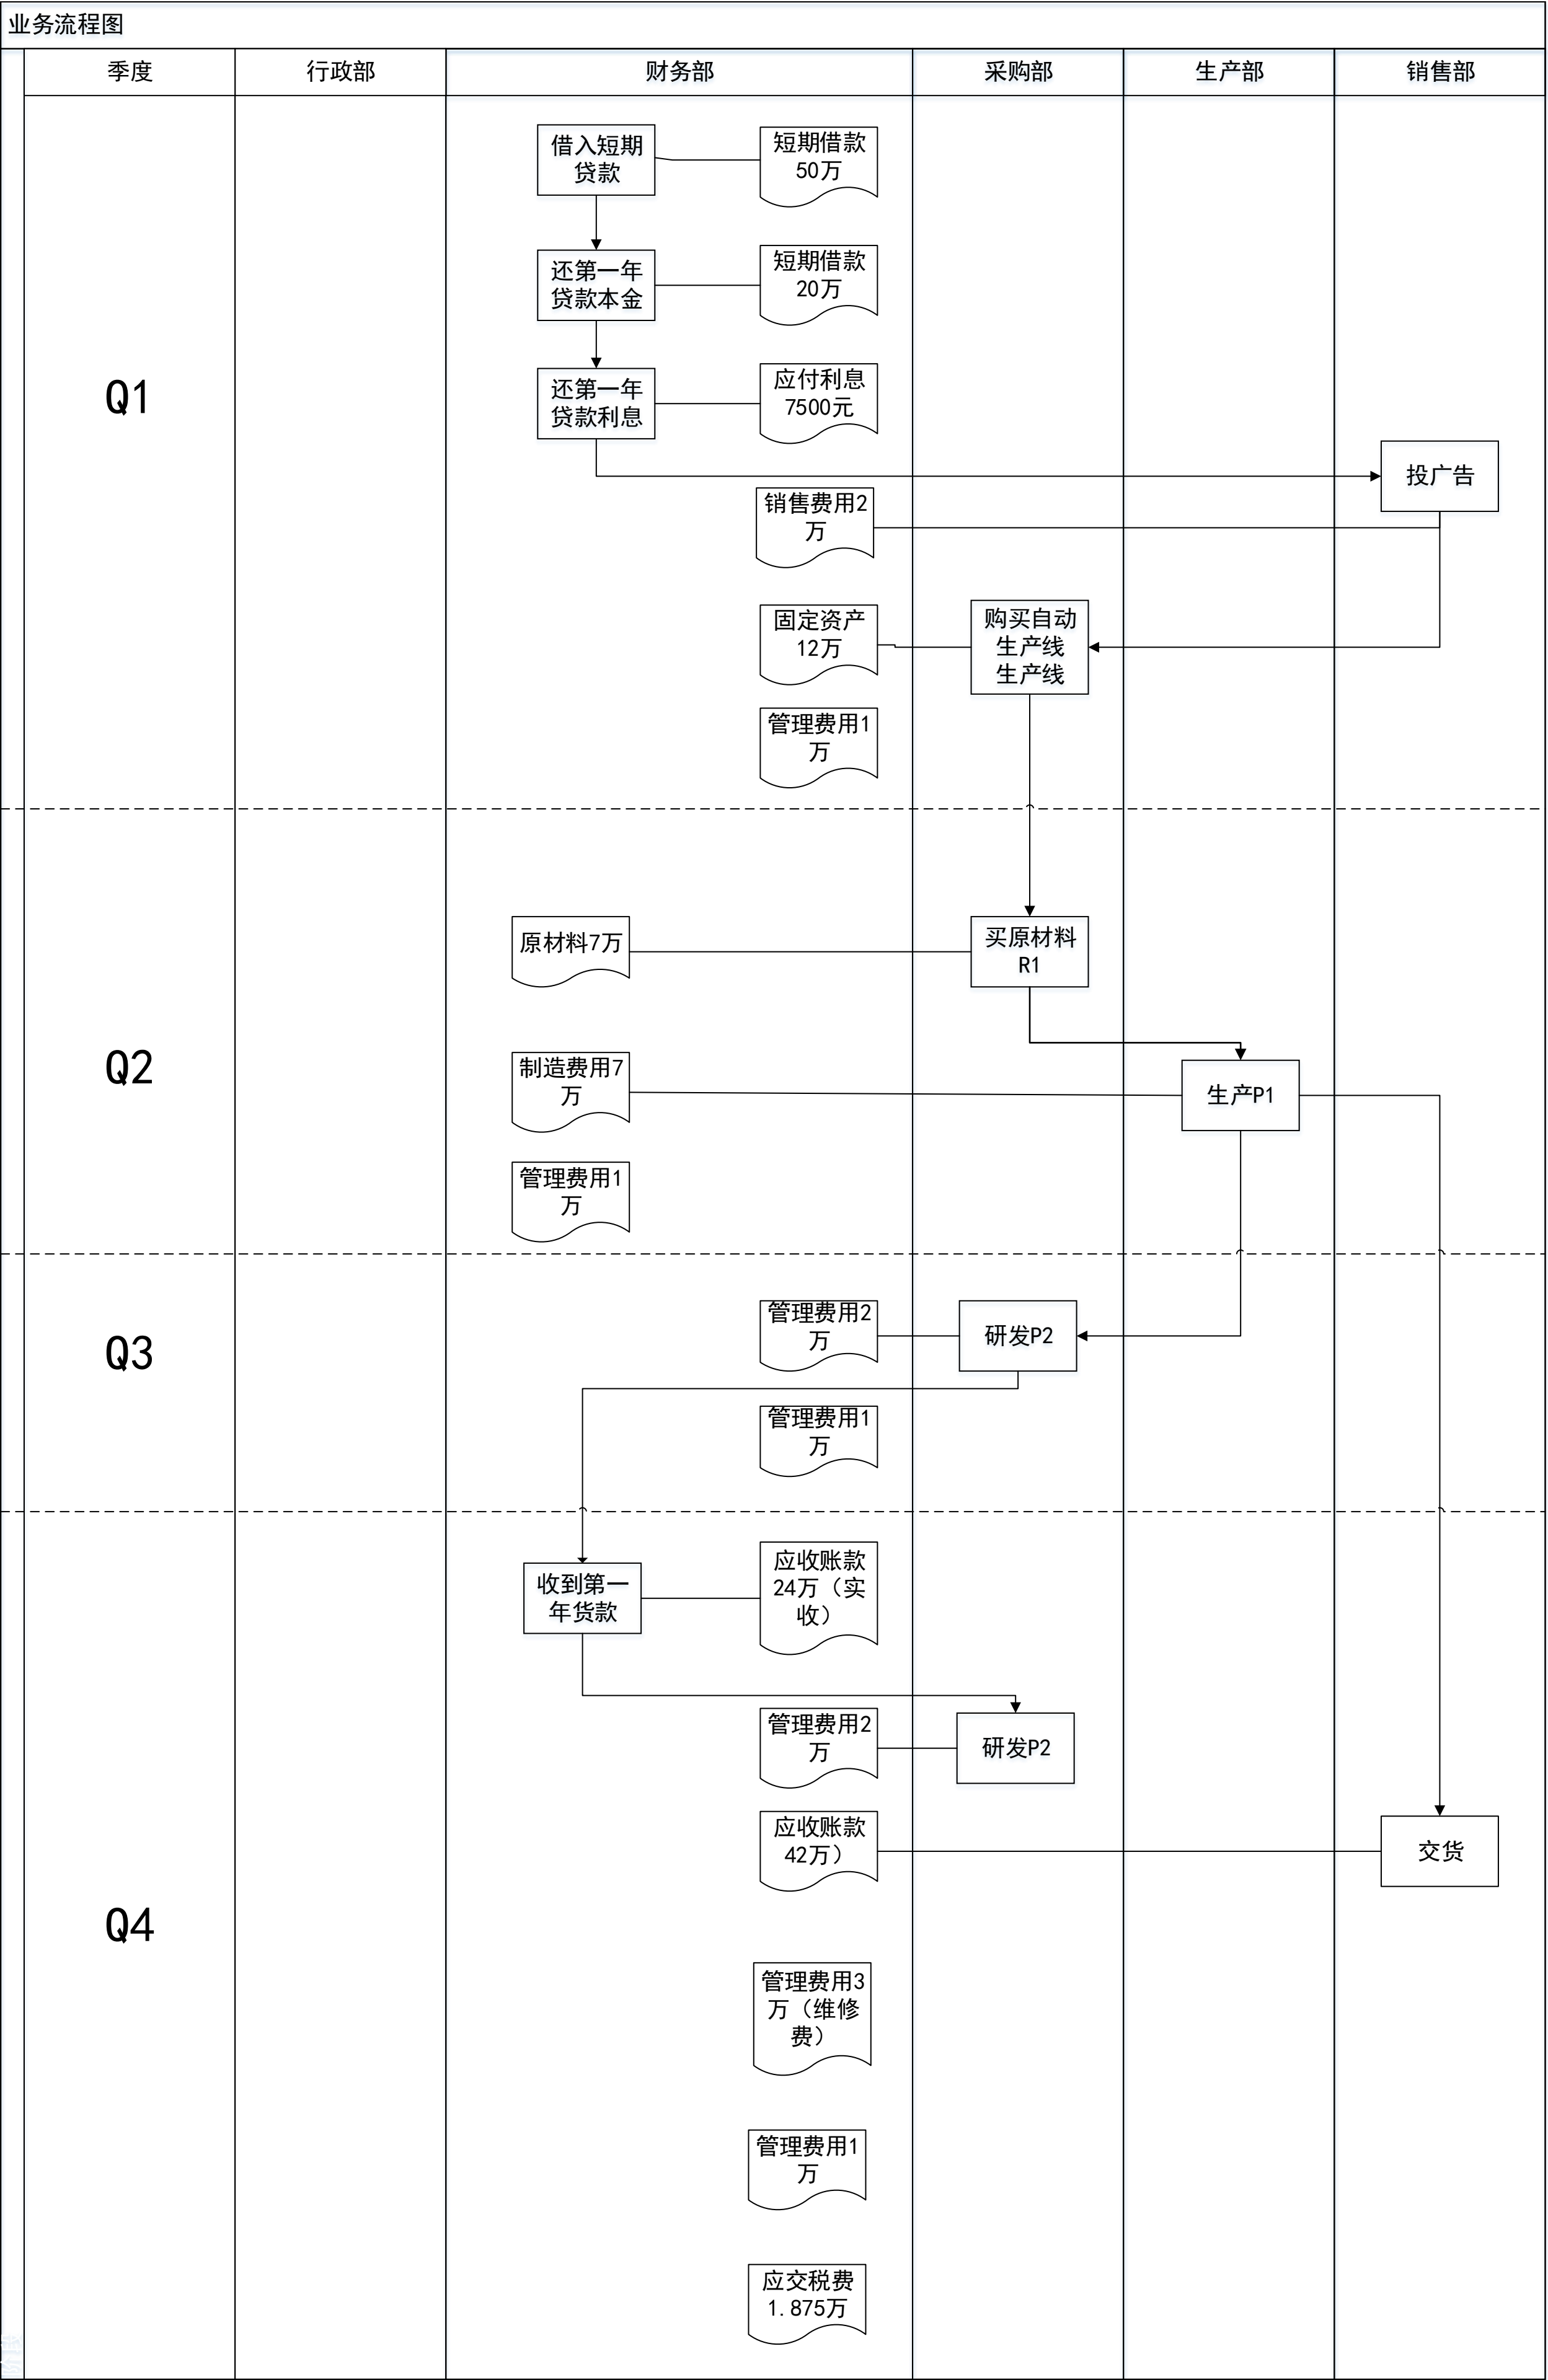 业务流程图
季度
行政部
财务部
采购部
生产部
销售部
借入短期
贷款
短期借款
50万
还第一年
贷款本金
短期借款
20万
Q1
还第一年
贷款利息
应付利息
7500元
投广告
销售费用2
万
固定资产
12万
购买自动
生产线
生产线
管理费用1
万
原材料7万
买原材料
R1
Q2
制造费用7
万
生产P1
管理费用1
万
Q3
管理费用2
万
研发P2
管理费用1
万
收到第一
年货款
应收账款
24万（实
收）
管理费用2
万
研发P2
应收账款
42万）
交货
Q4
管理费用3
万（维修
费）
管理费用1
万
应交税费
1.875万